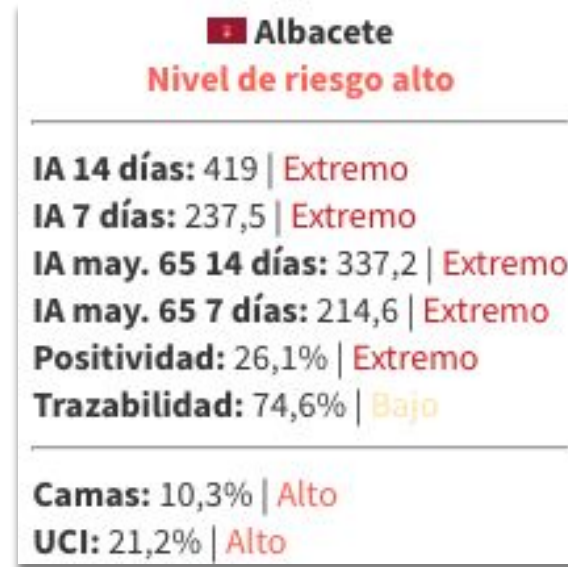 Albacete
Nivel de riesgo alto
IA 14 días: 419 | Extremo
IA 7 días: 237,5 | Extremo
IA may. 65 14 días: 337,2 | Extremo
IA may. 65 7 días: 214,6 | Extremo
Positividad: 26,1% | Extremo
Trazabilidad: 74,6% | Bajo
Camas: 10,3% | Alto
UCI: 21,2% | Alto